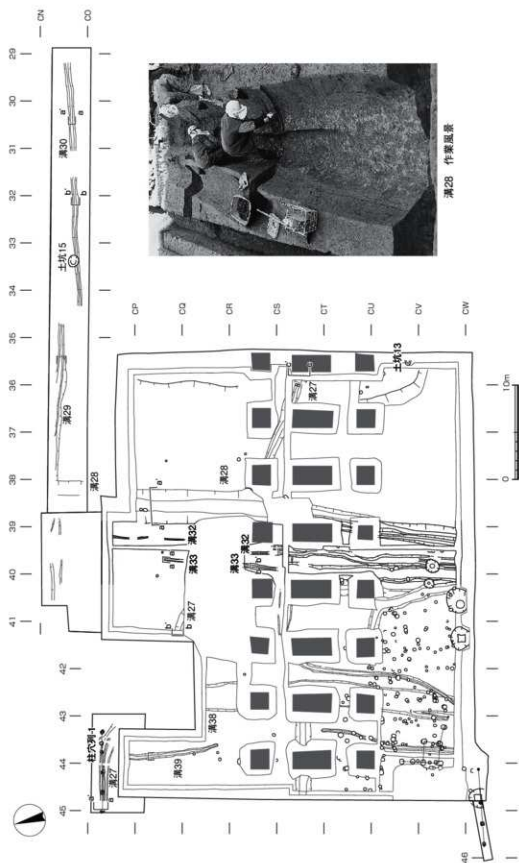 46
45
44
43
42
41
40
39
38
37
36
35
34
33
32
31
30
29
CN
CO
柱穴列-1
溝27
a'
a
溝28
溝29
土坑15
b'
b
溝30
a'
a
CP
CQ
CR
CS
CT
CU
CV
CW
溝39
溝38
溝27
b'
b
溝33
a'
a
溝32
a'
溝28
溝33
溝32
b'
b
溝27
c'
c
土坑13
c'
c
0
10m
溝28 作業風景